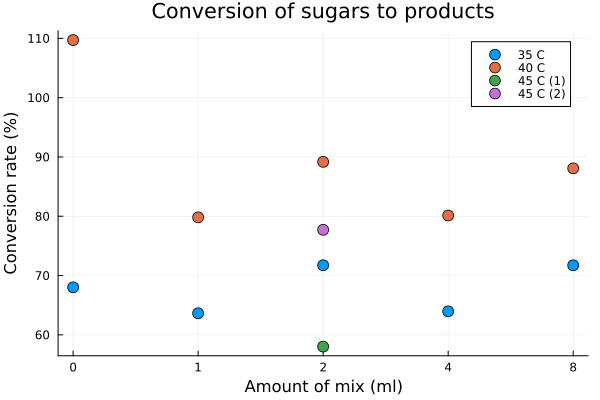 Conversion of sugars to products
110
100
90
80
70
60
Conversion rate (%)
35 C
40 C
45 C (1)
45 C (2)
0 1 2 4 8
Amount of mix (ml)